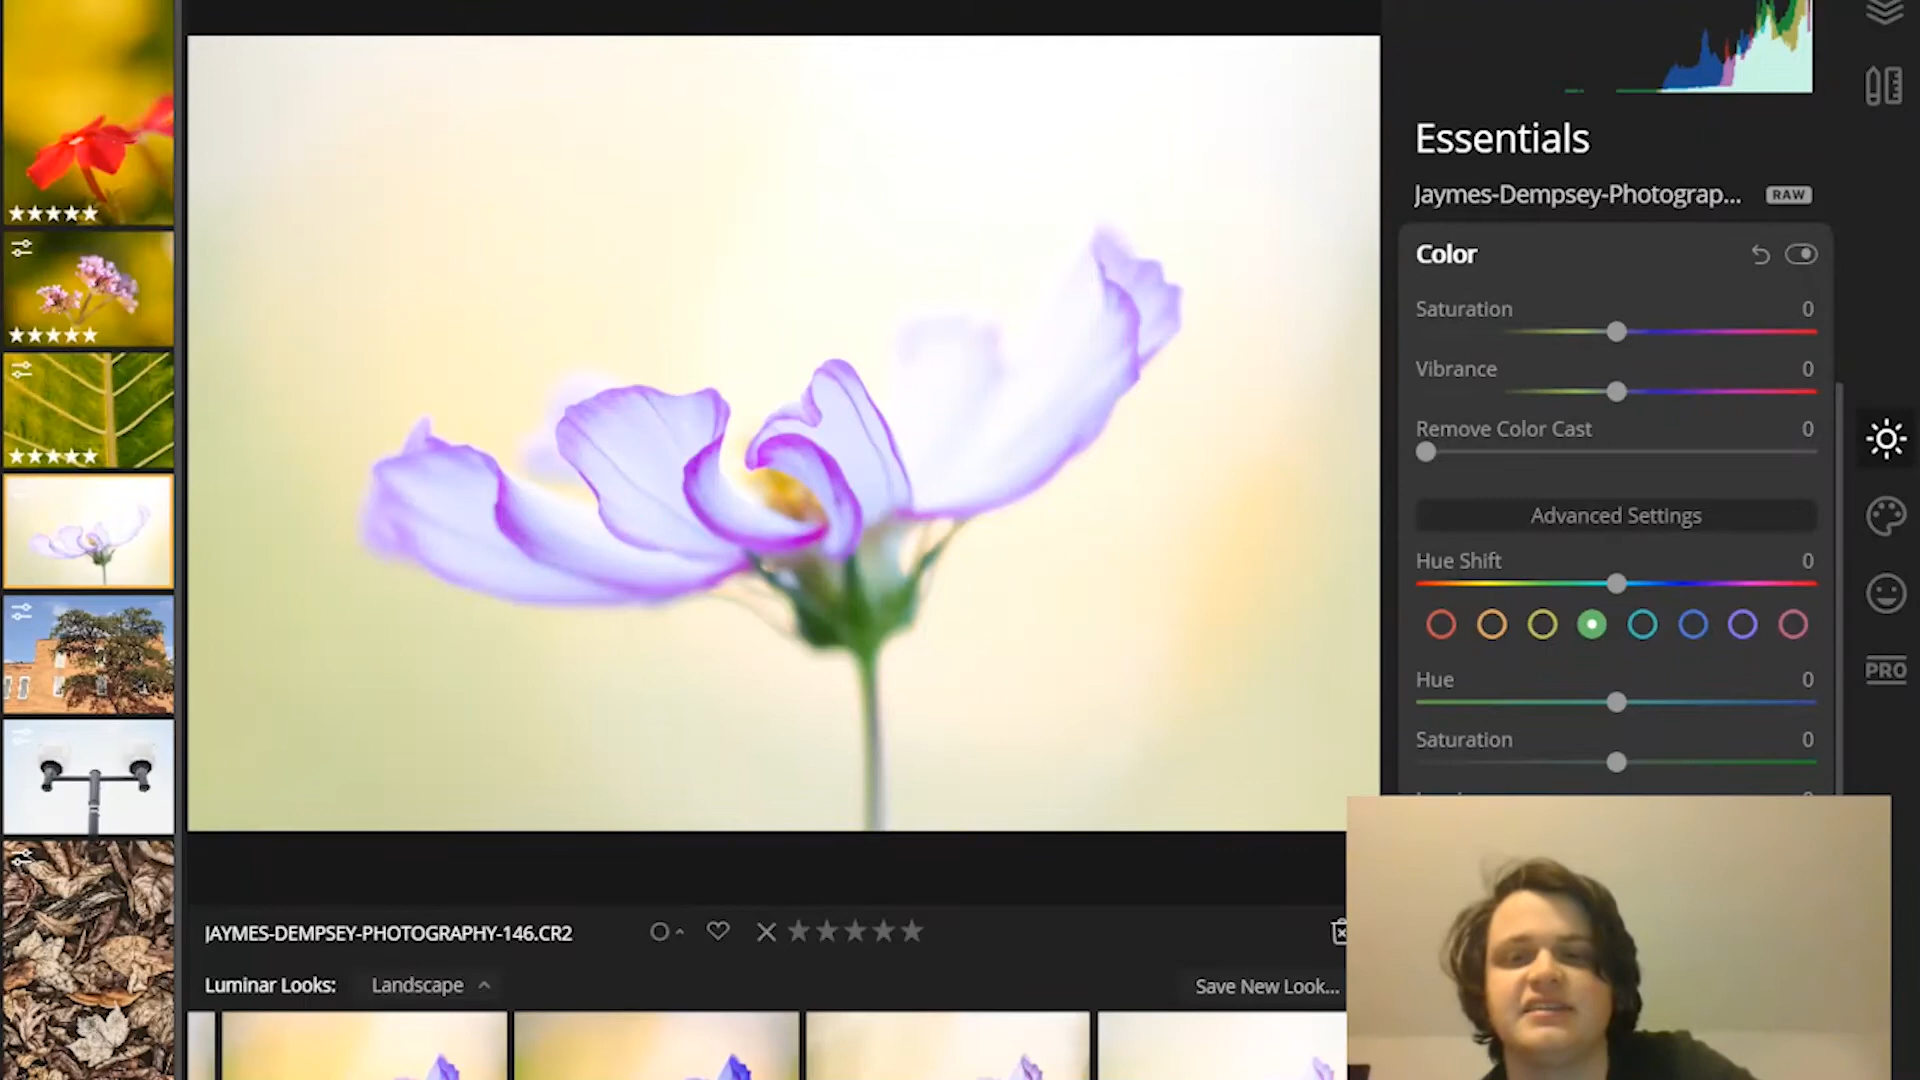 Essentials
Jaymes-Dempsey-Photograp... RAW
Color
Saturation 0
Vibrance 0
Remove Color Cast 0
Advanced Settings
Hue Shift 0
Hue 0
Saturation 0
PRO
JAYMES-DEMPSEY-PHOTOGRAPHY-146.CR2
Luminar Looks: Landscape
Save New Look...